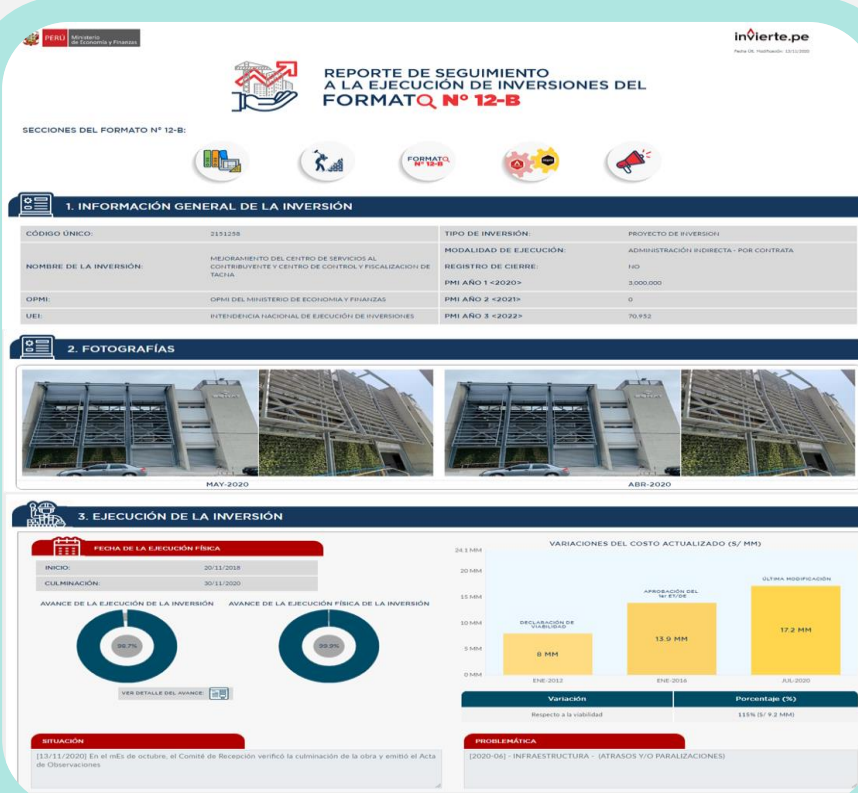 PERÚ Ministerio
de Economía y Finanzas
invierte.pe
REPORTE DE SEGUIMIENTO
A LA EJECUCIÓN DE INVERSIONES DEL
FORMATO N° 12-B
SECCIONES DEL FORMATO N° 12-B:
FORMATO
N° 12-B
1. INFORMACIÓN GENERAL DE LA INVERSIÓN
CÓDIGO ÚNICO: 2151258
TIPO DE INVERSIÓN: PROYECTO DE INVERSION
NOMBRE DE LA INVERSIÓN:
MEJORAMIENTO DEL CENTRO DE SERVICIOS AL
CONTRIBUYENTE Y CENTRO DE CONTROL Y FISCALIZACION DE
TACNA
MODALIDAD DE EJECUCIÓN: ADMINISTRACIÓN INDIRECTA - POR CONTRATA
REGISTRO DE CIERRE: NO
PMI AÑO 1 <2020> 3,000,000
OPMI: OPMI DEL MINISTERIO DE ECONOMIA Y FINANZAS
PMI AÑO 2 <2021> 0
UEI: INTENDENCIA NACIONAL DE EJECUCIÓN DE INVERSIONES
PMI AÑO 3 <2022> 70,952
2. FOTOGRAFÍAS
MAY-2020
ABR-2020
3. EJECUCIÓN DE LA INVERSIÓN
FECHA DE LA EJECUCIÓN FÍSICA
INICIO: 20/11/2018
CULMINACIÓN: 30/11/2020
AVANCE DE LA EJECUCIÓN DE LA INVERSIÓN
AVANCE DE LA EJECUCIÓN FÍSICA DE LA INVERSIÓN
VER DETALLE DEL AVANCE:
VARIACIONES DEL COSTO ACTUALIZADO (S/ MM)
24.1 MM
20 MM
15 MM
10 MM
5 MM
0 MM
DECLARACIÓN DE
VIABILIDAD
8 MM
ENE-2012
APROBACIÓN DEL
1er ET/DE
13.9 MM
ENE-2016
ÚLTIMA MODIFICACIÓN
17.2 MM
JUL-2020
Variación Porcentaje (%)
Respecto a la viabilidad 115% (S/ 9.2 MM)
SITUACIÓN
[13/11/2020] En el mEs de octubre, el Comité de Recepción verificó la culminación de la obra y emitió el Acta
de Observaciones
PROBLEMÁTICA
[2020-06] - INFRAESTRUCTURA - (ATRASOS Y/O PARALIZACIONES)